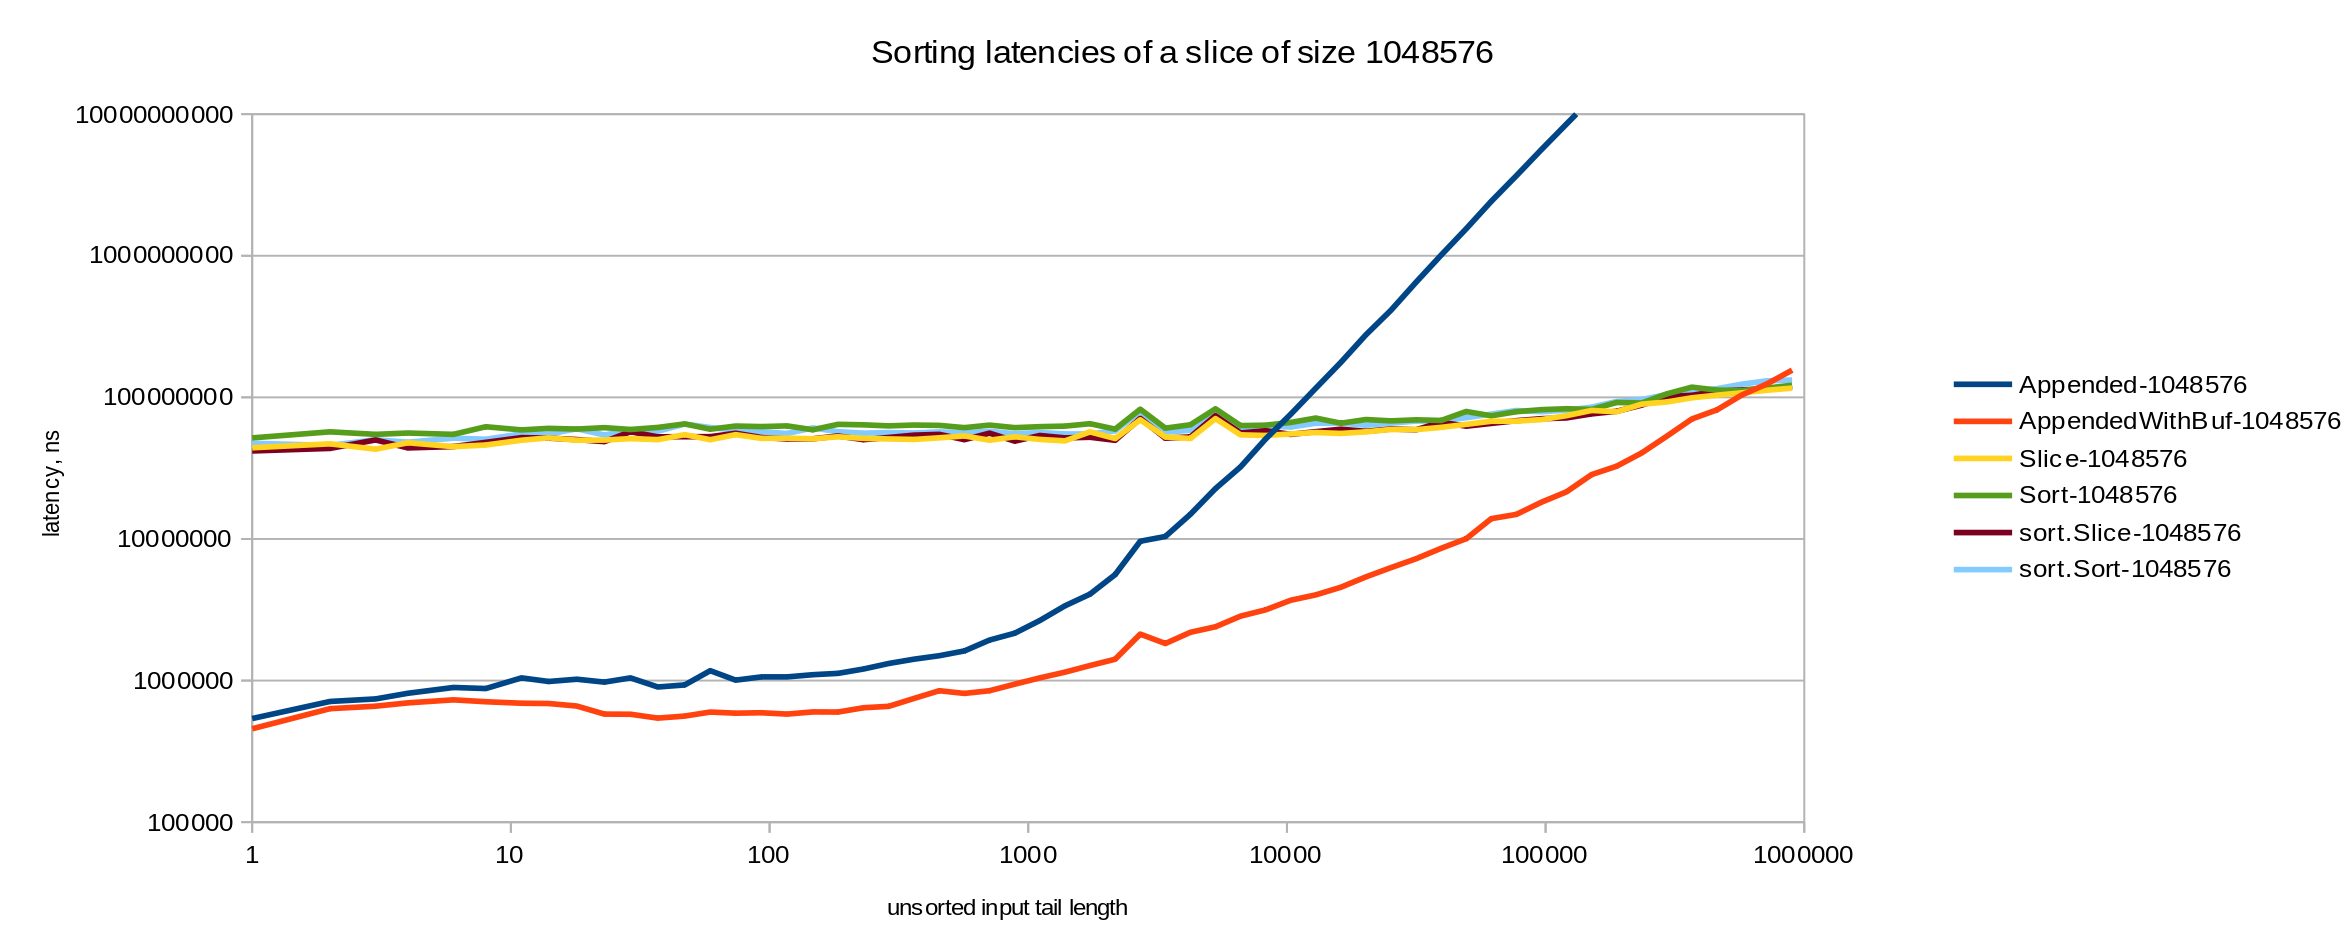 Sorting latencies of a slice of size 1048576
10000000000
1000000000
100000000
10000000
1000000
100000
latency, ns
1 10 100 1000 10000 100000 1000000
unsorted input tail length
Appended-1048576
AppendedWithBuf-1048576
Slice-1048576
Sort-1048576
sort.Slice-1048576
sort.Sort-1048576